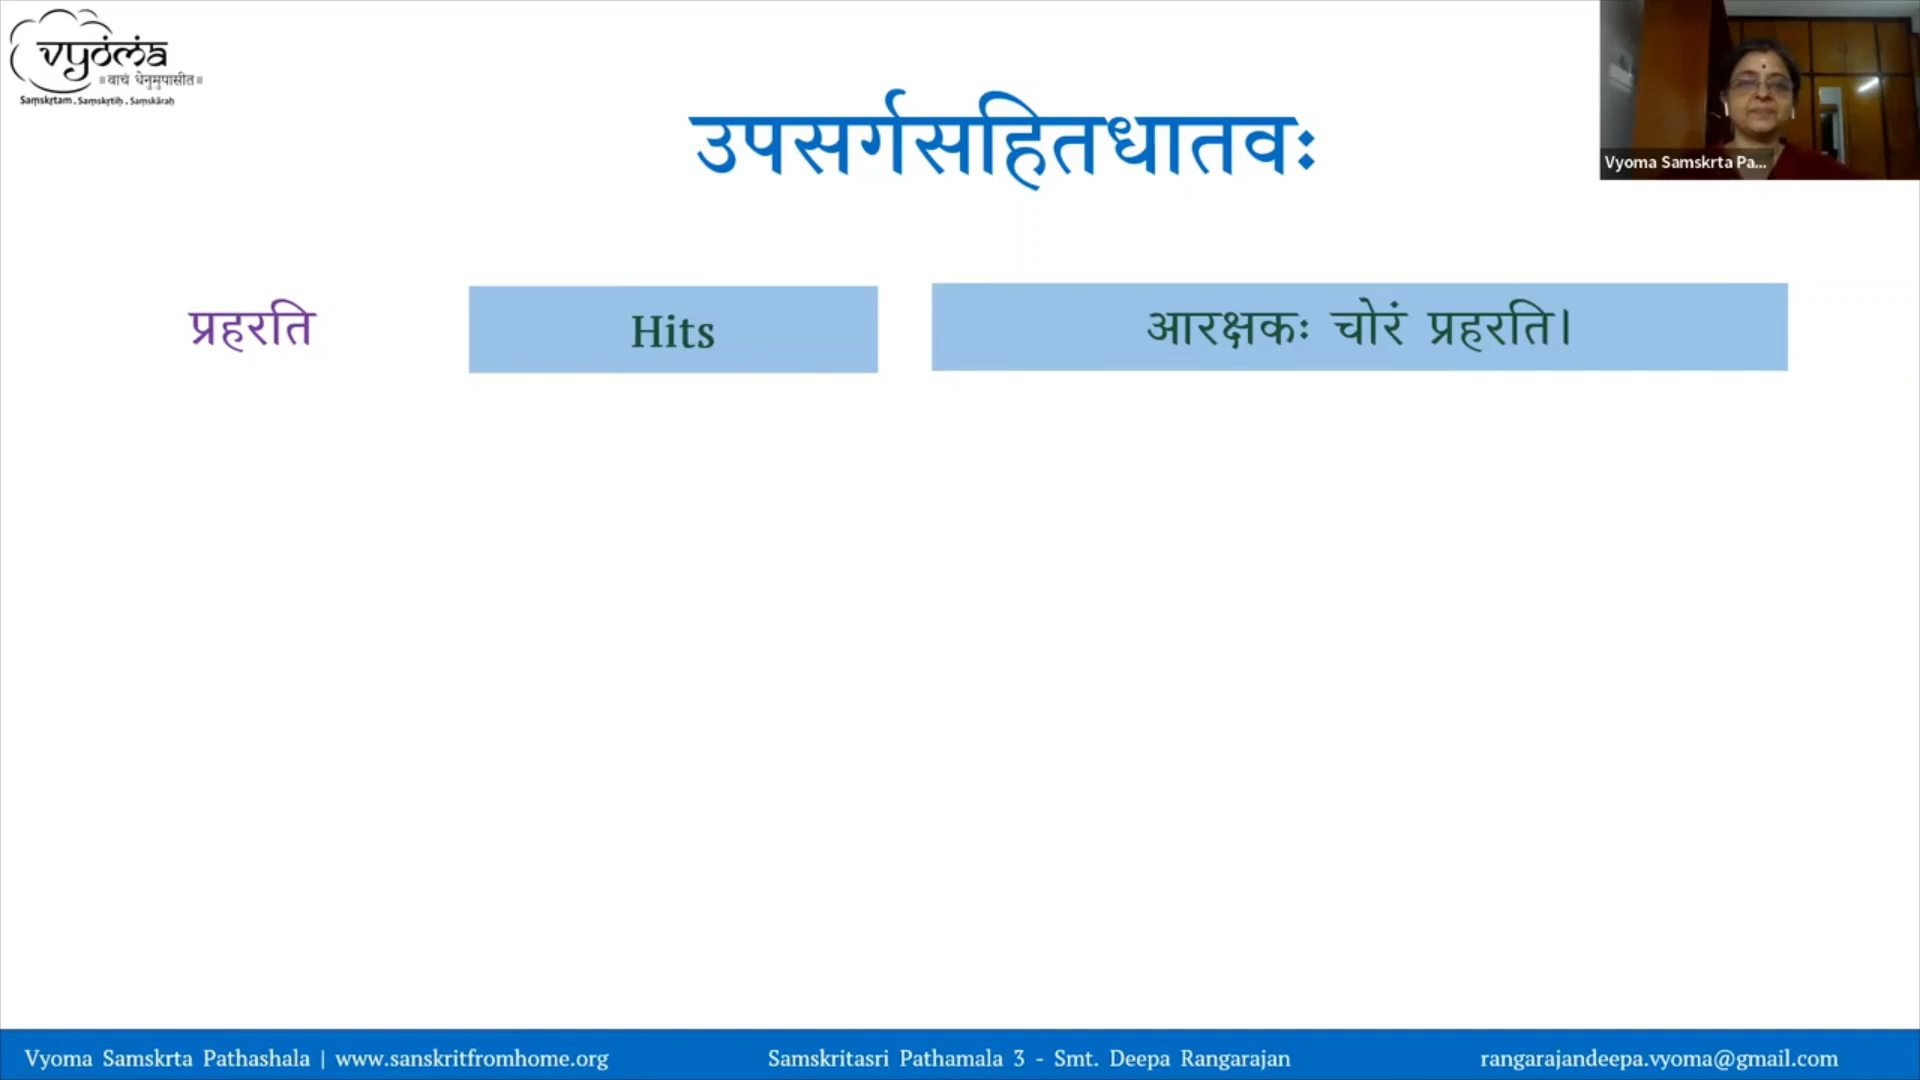 vyoma
॥ वाचं धेनुमुपासीत॥
Saṃskṛtam . Saṃskṛtiḥ . Saṃskāraḥ
उपसर्गसहितधातवः
Vyoma Samskrta Pa...
प्रहरति Hits आरक्षकः चोरं प्रहरति।
Vyoma Samskrta Pathashala | www.sanskritfromhome.org Samskritasri Pathamala 3 - Smt. Deepa Rangarajan rangarajandeepa.vyoma@gmail.com